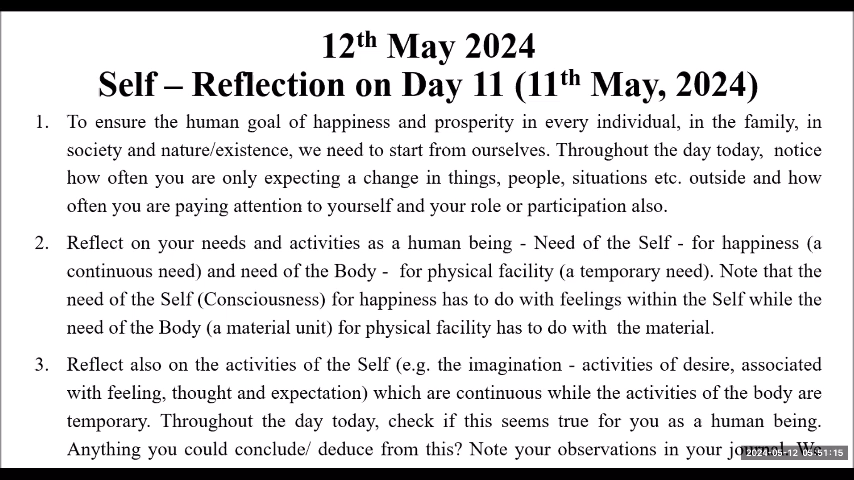 12th May 2024
Self – Reflection on Day 11 (11th May, 2024)
1. To ensure the human goal of happiness and prosperity in every individual, in the family, in
society and nature/existence, we need to start from ourselves. Throughout the day today, notice
how often you are only expecting a change in things, people, situations etc. outside and how
often you are paying attention to yourself and your role or participation also.
2. Reflect on your needs and activities as a human being - Need of the Self - for happiness (a
continuous need) and need of the Body - for physical facility (a temporary need). Note that the
need of the Self (Consciousness) for happiness has to do with feelings within the Self while the
need of the Body (a material unit) for physical facility has to do with the material.
3. Reflect also on the activities of the Self (e.g. the imagination - activities of desire, associated
with feeling, thought and expectation) which are continuous while the activities of the body are
temporary. Throughout the day today, check if this seems true for you as a human being.
Anything you could conclude/ deduce from this? Note your observations in your
2024-05-12 05:51:15